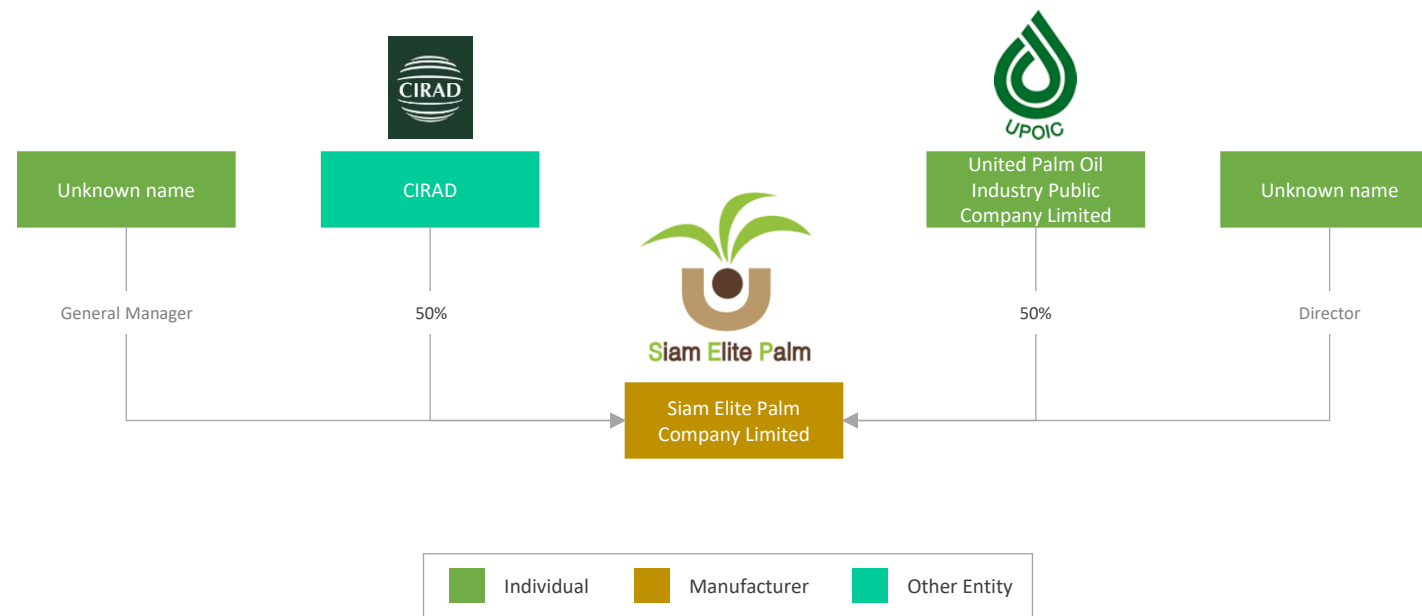 CIRAD
UPOIC
Unknown name
CIRAD
United Palm Oil
Industry Public
Company Limited
Unknown name
General Manager
50%
50%
Director
Siam Elite Palm
Siam Elite Palm
Company Limited
Individual
Manufacturer
Other Entity